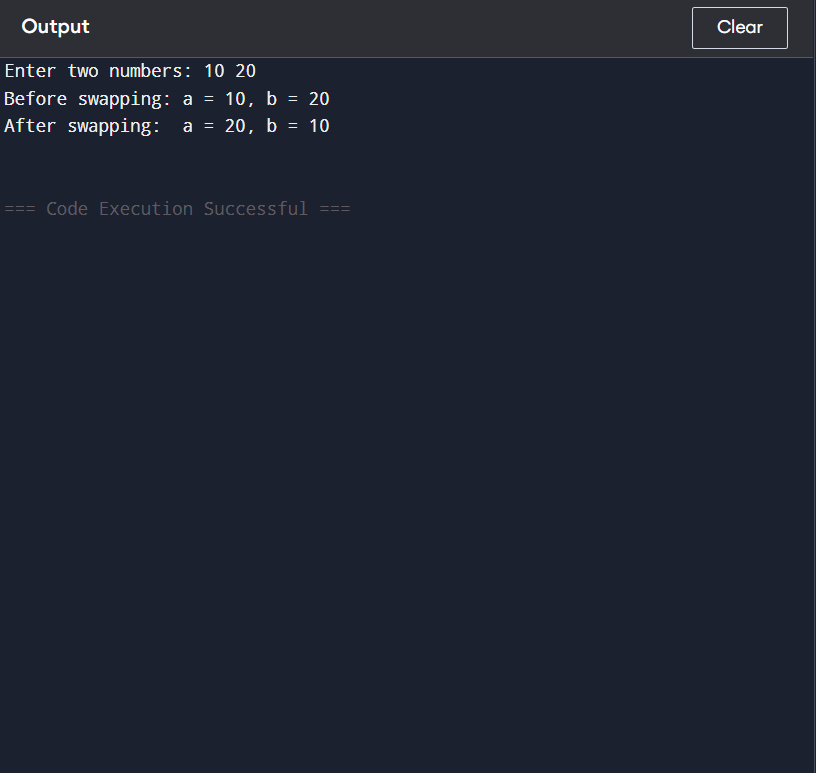 Output
Clear
Enter two numbers: 10 20
Before swapping: a = 10, b = 20
After swapping:  a = 20, b = 10
=== Code Execution Successful ===